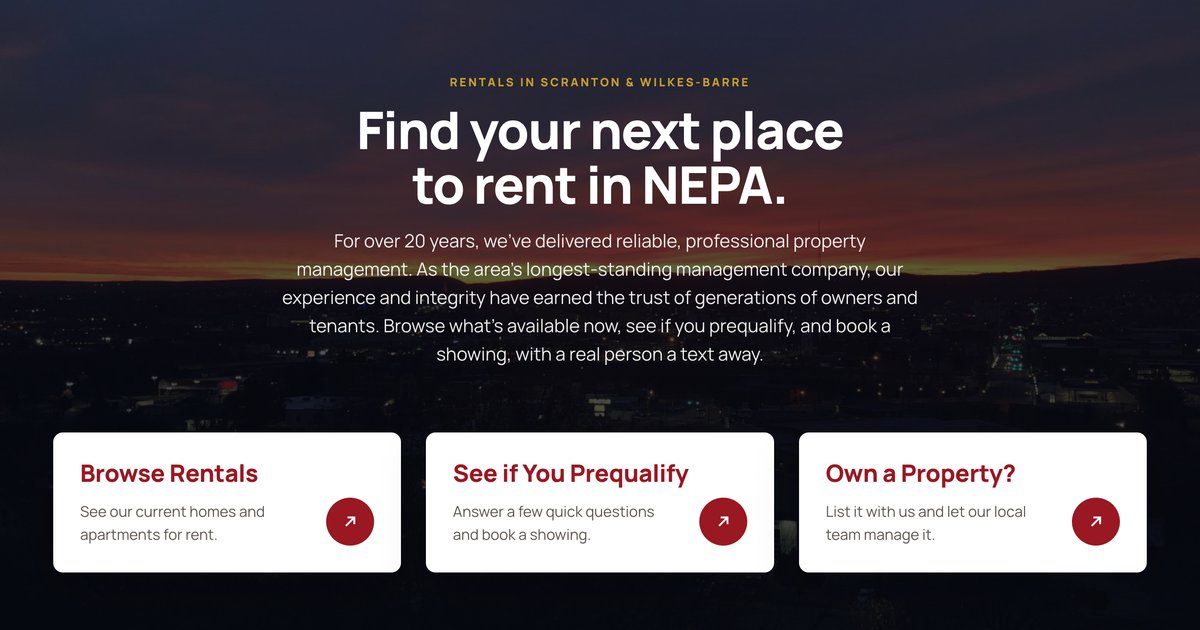 RENTALS IN SCRANTON & WILKES-BARRE
Find your next place
to rent in NEPA.
For over 20 years, we've delivered reliable, professional property
management. As the area's longest-standing management company, our
experience and integrity have earned the trust of generations of owners and
tenants. Browse what's available now, see if you prequalify, and book a
showing, with a real person a text away.
Browse Rentals
See our current homes and
apartments for rent.
See if You Prequalify
Answer a few quick questions
and book a showing.
Own a Property?
List it with us and let our local
team manage it.